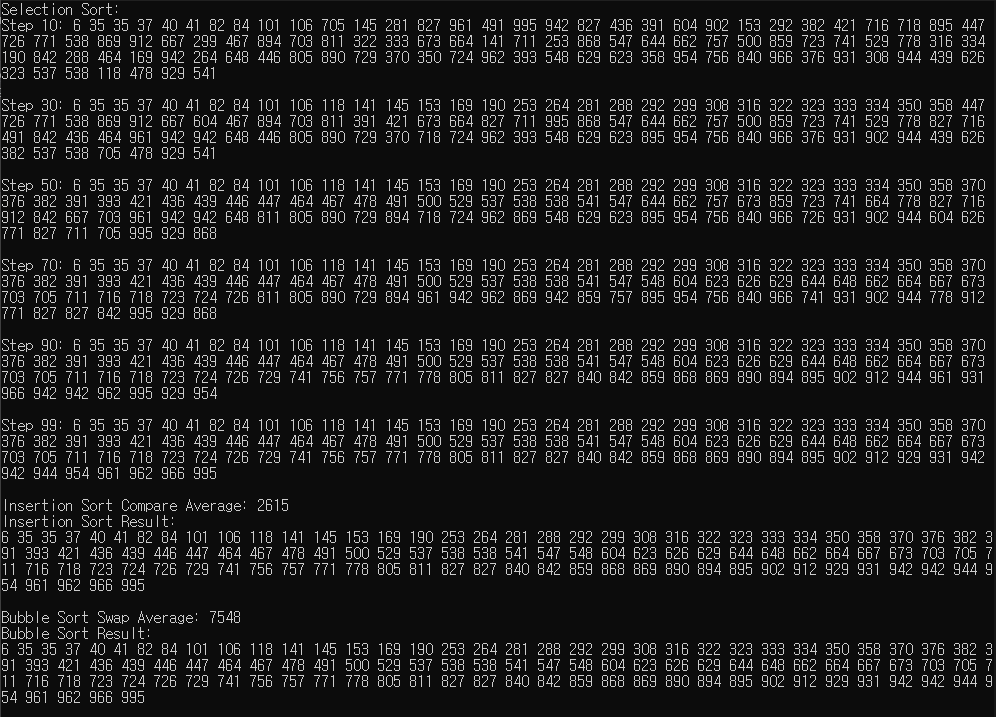 Selection Sort:
Step 10: 6 35 35 37 40 41 82 84 101 106 705 145 281 827 961 491 995 942 827 436 391 604 902 153 292 382 421 716 718 895 447
726 771 538 869 912 667 299 467 894 703 811 322 333 673 664 141 711 253 868 547 644 662 757 500 859 723 741 529 778 316 334
190 842 288 464 169 942 264 648 446 805 890 729 370 350 724 962 393 548 629 623 358 954 756 840 966 376 931 308 944 439 626
323 537 538 118 478 929 541
Step 30: 6 35 35 37 40 41 82 84 101 106 118 141 145 153 169 190 253 264 281 288 292 299 308 316 322 323 333 334 350 358 447
726 771 538 869 912 667 604 467 894 703 811 391 421 673 664 827 711 995 868 547 644 662 757 500 859 723 741 529 778 827 716
491 842 436 464 961 942 942 648 446 805 890 729 370 718 724 962 393 548 629 623 895 954 756 840 966 376 931 902 944 439 626
382 537 538 705 478 929 541
Step 50: 6 35 35 37 40 41 82 84 101 106 118 141 145 153 169 190 253 264 281 288 292 299 308 316 322 323 333 334 350 358 370
376 382 391 393 421 436 439 446 447 464 467 478 491 500 529 537 538 538 541 547 644 662 757 673 859 723 741 664 778 827 716
912 842 667 703 961 942 942 648 811 805 890 729 894 718 724 962 869 548 629 623 895 954 756 840 966 726 931 902 944 604 626
771 827 711 705 995 929 868
Step 70: 6 35 35 37 40 41 82 84 101 106 118 141 145 153 169 190 253 264 281 288 292 299 308 316 322 323 333 334 350 358 370
376 382 391 393 421 436 439 446 447 464 467 478 491 500 529 537 538 538 541 547 548 604 623 626 629 644 648 662 664 667 673
703 705 711 716 718 723 724 726 811 805 890 729 894 961 942 962 869 942 859 757 895 954 756 840 966 741 931 902 944 778 912
771 827 827 842 995 929 868
Step 90: 6 35 35 37 40 41 82 84 101 106 118 141 145 153 169 190 253 264 281 288 292 299 308 316 322 323 333 334 350 358 370
376 382 391 393 421 436 439 446 447 464 467 478 491 500 529 537 538 538 541 547 548 604 623 626 629 644 648 662 664 667 673
703 705 711 716 718 723 724 726 729 741 756 757 771 778 805 811 827 827 840 842 859 868 869 890 894 895 902 912 944 961 931
966 942 942 962 995 929 954
Step 99: 6 35 35 37 40 41 82 84 101 106 118 141 145 153 169 190 253 264 281 288 292 299 308 316 322 323 333 334 350 358 370
376 382 391 393 421 436 439 446 447 464 467 478 491 500 529 537 538 538 541 547 548 604 623 626 629 644 648 662 664 667 673
703 705 711 716 718 723 724 726 729 741 756 757 771 778 805 811 827 827 840 842 859 868 869 890 894 895 902 912 929 931 942
942 944 954 961 962 966 995
Insertion Sort Compare Average: 2615
Insertion Sort Result:
6 35 35 37 40 41 82 84 101 106 118 141 145 153 169 190 253 264 281 288 292 299 308 316 322 323 333 334 350 358 370 376 382 3
91 393 421 436 439 446 447 464 467 478 491 500 529 537 538 538 541 547 548 604 623 626 629 644 648 662 664 667 673 703 705 7
11 716 718 723 724 726 729 741 756 757 771 778 805 811 827 827 840 842 859 868 869 890 894 895 902 912 929 931 942 942 944 9
54 961 962 966 995
Bubble Sort Swap Average: 7548
Bubble Sort Result:
6 35 35 37 40 41 82 84 101 106 118 141 145 153 169 190 253 264 281 288 292 299 308 316 322 323 333 334 350 358 370 376 382 3
91 393 421 436 439 446 447 464 467 478 491 500 529 537 538 538 541 547 548 604 623 626 629 644 648 662 664 667 673 703 705 7
11 716 718 723 724 726 729 741 756 757 771 778 805 811 827 827 840 842 859 868 869 890 894 895 902 912 929 931 942 942 944 9
54 961 962 966 995